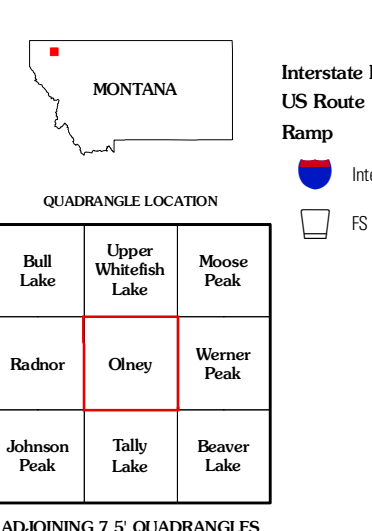 MONTANA
QUADRANGLE LOCATION
Interstate
US Route
Ramp
FS
Bull
Lake
Upper
Whitefish
Lake
Moose
Peak
Radnor
Olney
Werner
Peak
Johnson
Peak
Tally
Lake
Beaver
Lake
ADJOINING 7.5' QUADRANGLES